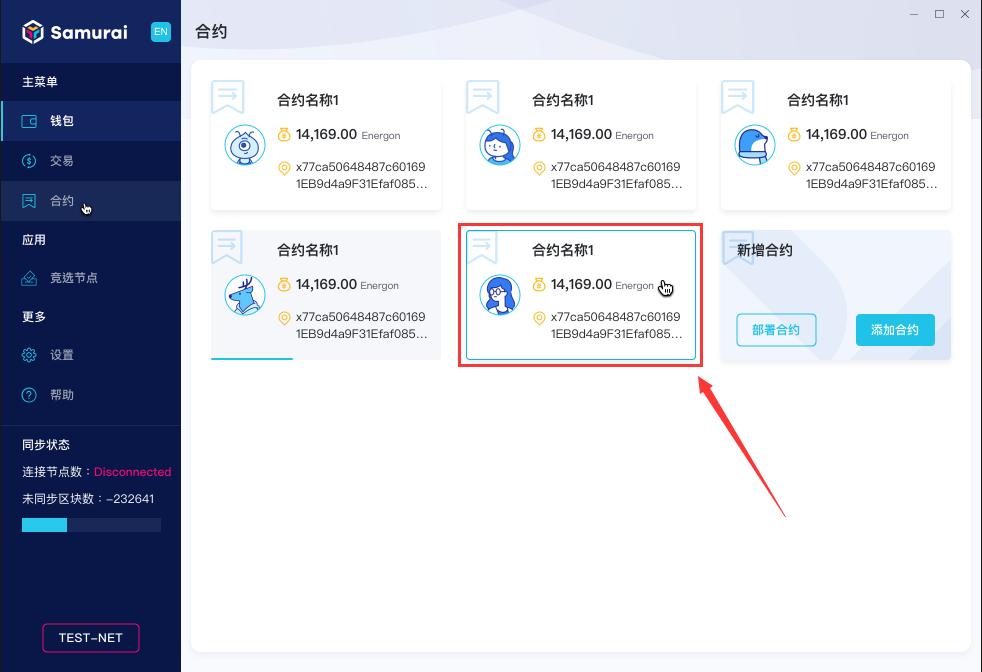 Samurai
EN
主菜单
钱包
交易
合约
应用
竞选节点
更多
设置
帮助
同步状态
连接节点数：Disconnected
未同步区块数：-232641
TEST-NET
合约
合约名称1
14,169.00 Energon
x77ca50648487c60169
1EB9d4a9F31Efaf085...
合约名称1
14,169.00 Energon
x77ca50648487c60169
1EB9d4a9F31Efaf085...
合约名称1
14,169.00 Energon
x77ca50648487c60169
1EB9d4a9F31Efaf085...
合约名称1
14,169.00 Energon
x77ca50648487c60169
1EB9d4a9F31Efaf085...
合约名称1
14,169.00 Energon
x77ca50648487c60169
1EB9d4a9F31Efaf085...
新增合约
部署合约
添加合约